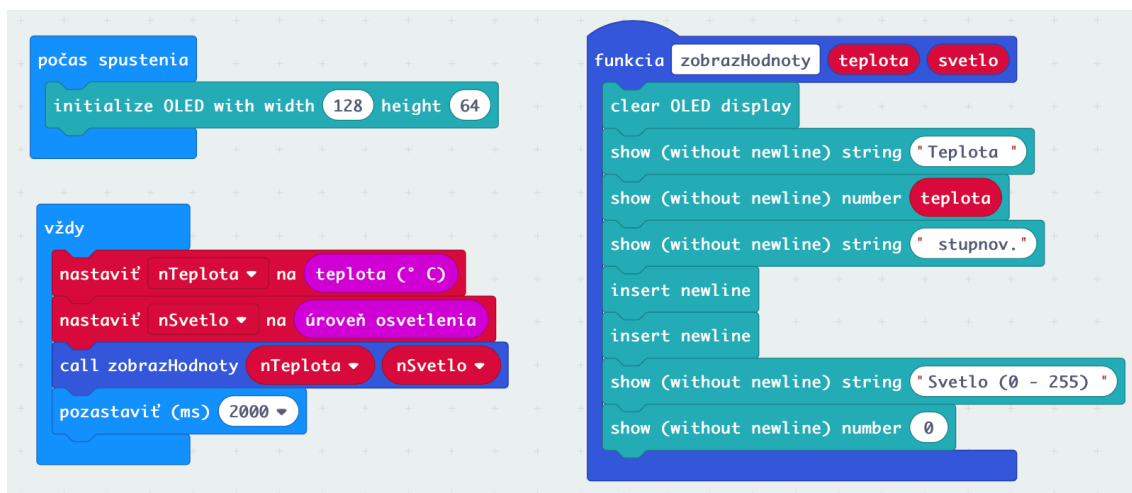 počas spustenia
initialize OLED with width 128 height 64
vždy
nastaviť nTeplota na teplota (° C)
nastaviť nSvetlo na úroveň osvetlenia
call zobrazHodnoty nTeplota nSvetlo
pozastaviť (ms) 2000
funkcia zobrazHodnoty teplota svetlo
clear OLED display
show (without newline) string "Teplota "
show (without newline) number teplota
show (without newline) string " stupnov."
insert newline
insert newline
show (without newline) string "Svetlo (0 - 255) "
show (without newline) number 0